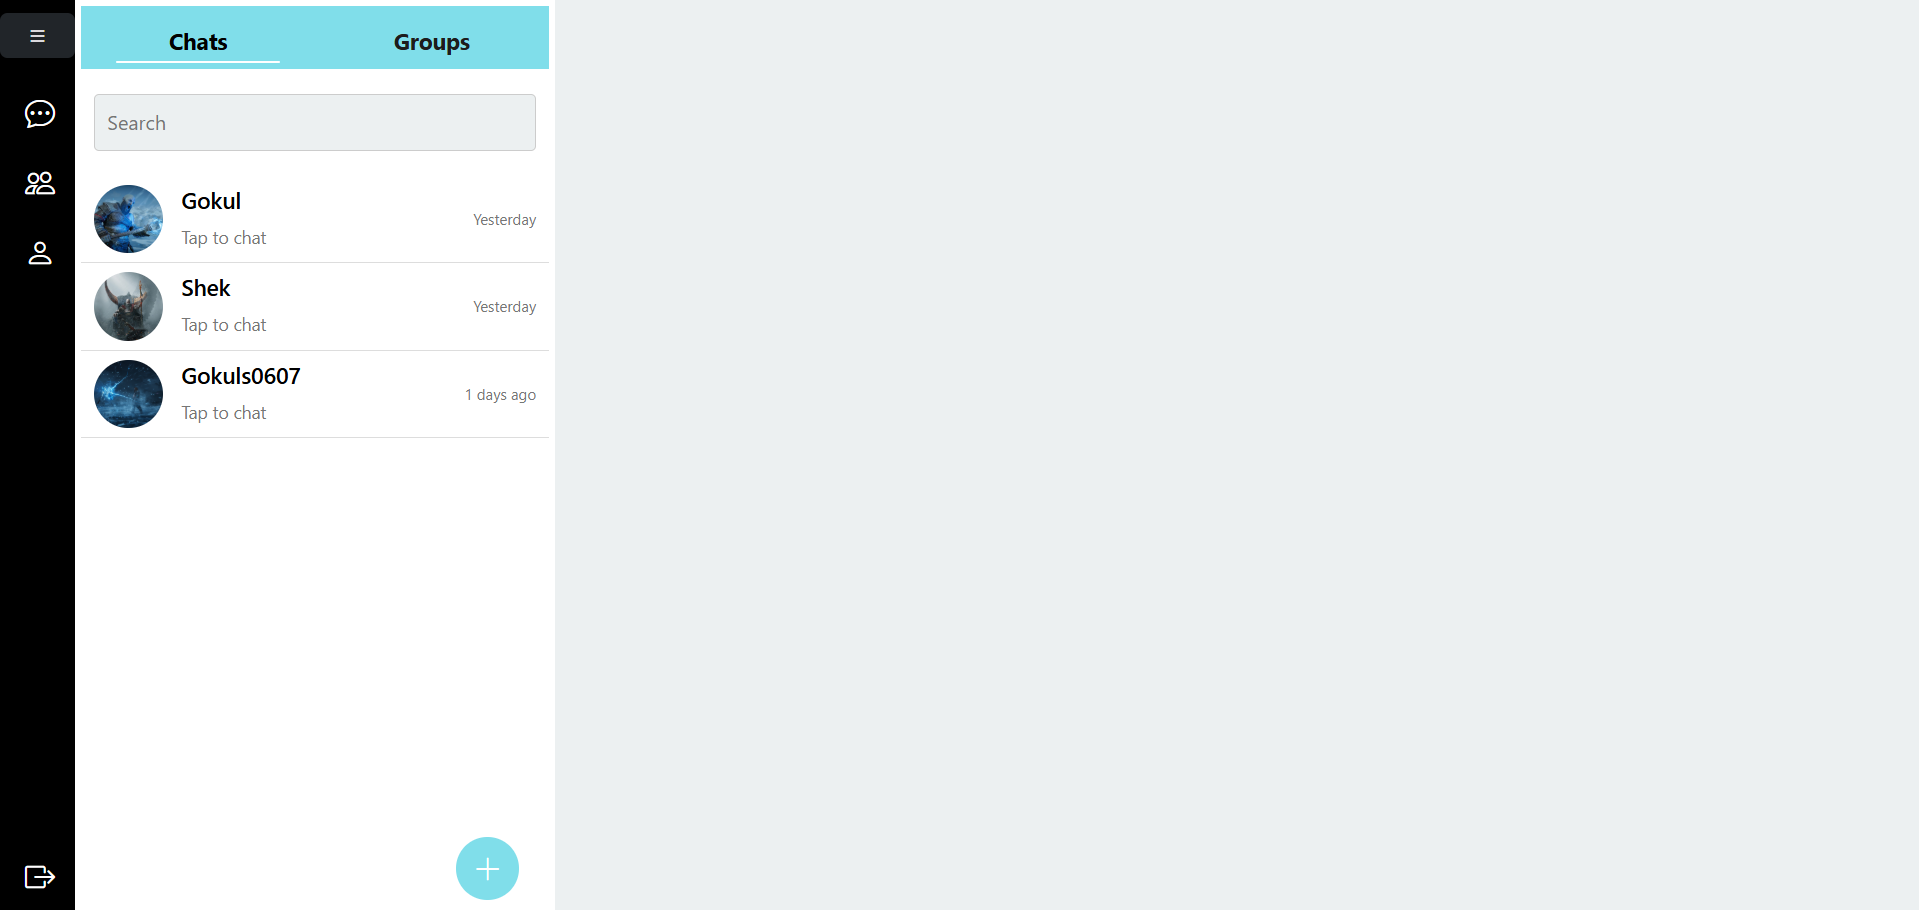 Chats
Groups
Search
Gokul
Tap to chat
Yesterday
Shek
Tap to chat
Yesterday
Gokuls0607
Tap to chat
1 days ago